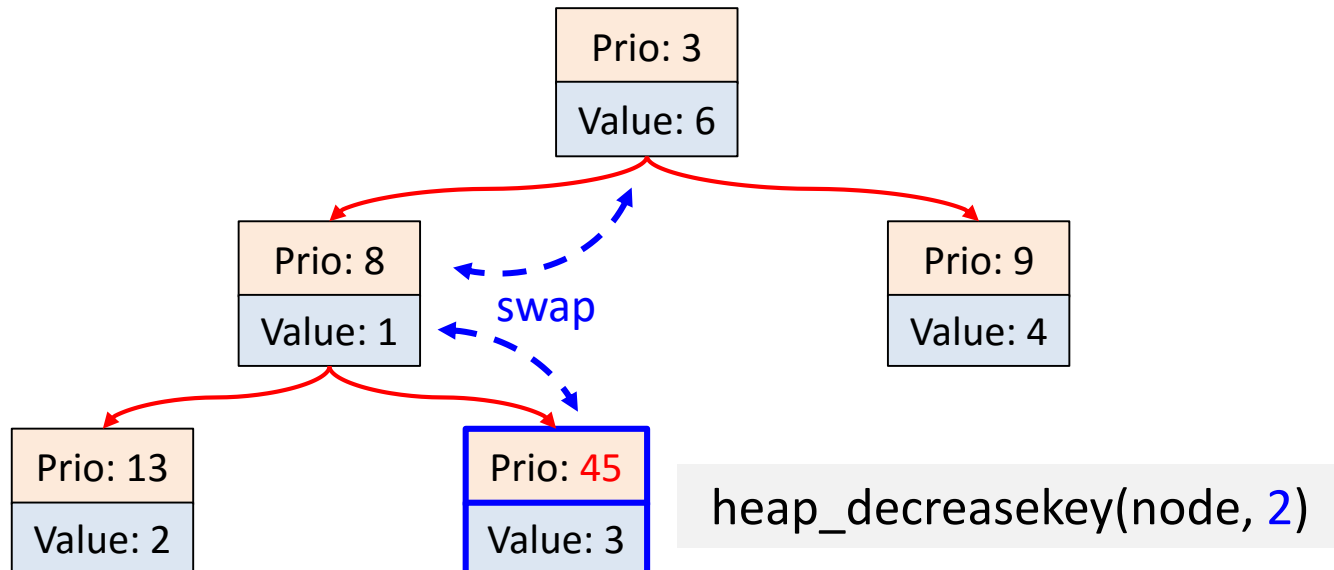 Prio: 3
Value: 6
Prio: 8
Value: 1
swap
Prio: 9
Value: 4
Prio: 13
Value: 2
Prio: 45
Value: 3
heap_decreasekey(node, 2)